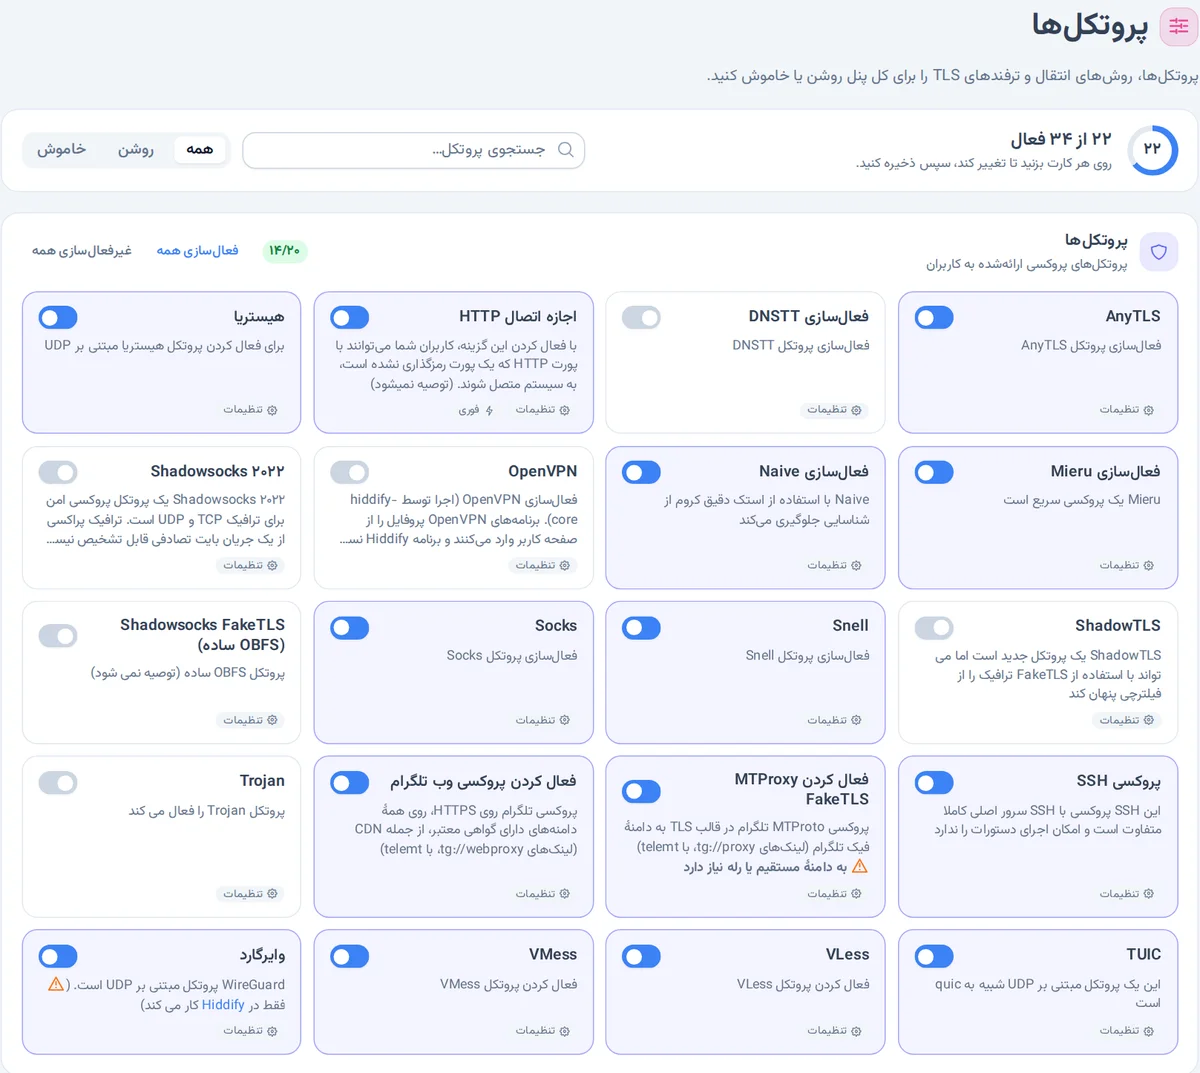 پروتکل‌ها
پروتکل‌ها، روش‌های انتقال و ترفندهای TLS را برای کل پنل روشن یا خاموش کنید.
۲۲
۲۲ از ۳۴ فعال
روی هر کارت بزنید تا تغییر کند، سپس ذخیره کنید.
جستجوی پروتکل...
همه
روشن
خاموش
پروتکل‌ها
پروتکل‌های پروکسی ارائه‌شده به کاربران
۱۴/۲۰
فعال‌سازی همه
غیرفعال‌سازی همه
AnyTLS
فعال‌سازی پروتکل AnyTLS
تنظیمات
فعال‌سازی DNSTT
فعال‌سازی پروتکل DNSTT
تنظیمات
اجازه اتصال HTTP
با فعال کردن این گزینه، کاربران شما می‌توانند با
پورت HTTP که یک پورت رمزگذاری نشده است،
به سیستم متصل شوند. (توصیه نمیشود)
تنظیمات
فوری
هیستریا
برای فعال کردن پروتکل هیستریا مبتنی بر UDP
تنظیمات
فعال‌سازی Mieru
Mieru یک پروکسی سریع است
تنظیمات
فعال‌سازی Naive
Naive با استفاده از استک دقیق کروم از
شناسایی جلوگیری می‌کند
تنظیمات
OpenVPN
فعال‌سازی OpenVPN (اجرا توسط hiddify-
core). برنامه‌های OpenVPN پروفایل را از
صفحه کاربر وارد می‌کنند و برنامه Hiddify نس...
تنظیمات
Shadowsocks ۲۰۲۲
Shadowsocks ۲۰۲۲ یک پروتکل پروکسی امن
برای ترافیک TCP و UDP است. ترافیک پراکسی
از یک جریان بایت تصادفی قابل تشخیص نیس...
تنظیمات
ShadowTLS
ShadowTLS یک پروتکل جدید است اما می
تواند با استفاده از FakeTLS ترافیک را از
فیلترچی پنهان کند
تنظیمات
Snell
فعال‌سازی پروتکل Snell
تنظیمات
Socks
فعال‌سازی پروتکل Socks
تنظیمات
Shadowsocks FakeTLS
(OBFS ساده)
پروتکل OBFS ساده (توصیه نمی شود)
تنظیمات
پروکسی SSH
این SSH پروکسی با SSH سرور اصلی کاملا
متفاوت است و امکان اجرای دستورات را ندارد
تنظیمات
فعال کردن MTProxy
FakeTLS
پروکسی MTProto تلگرام در قالب TLS به دامنهٔ
فیک تلگرام (لینک‌های tg://proxy، با telemt)
⚠ به دامنهٔ مستقیم یا رله نیاز دارد
تنظیمات
فعال کردن پروکسی وب تلگرام
پروکسی تلگرام روی HTTPS، روی همهٔ
دامنه‌های دارای گواهی معتبر، از جمله CDN
(لینک‌های tg://webproxy، با telemt)
تنظیمات
Trojan
پروتکل Trojan را فعال می کند
تنظیمات
TUIC
این یک پروتکل مبتنی بر UDP شبیه به quic
است
تنظیمات
VLess
فعال کردن پروتکل VLess
تنظیمات
VMess
فعال کردن پروتکل VMess
تنظیمات
وایرگارد
WireGuard پروتکل مبتنی بر UDP است. (⚠
فقط در Hiddify کار می کند)
تنظیمات